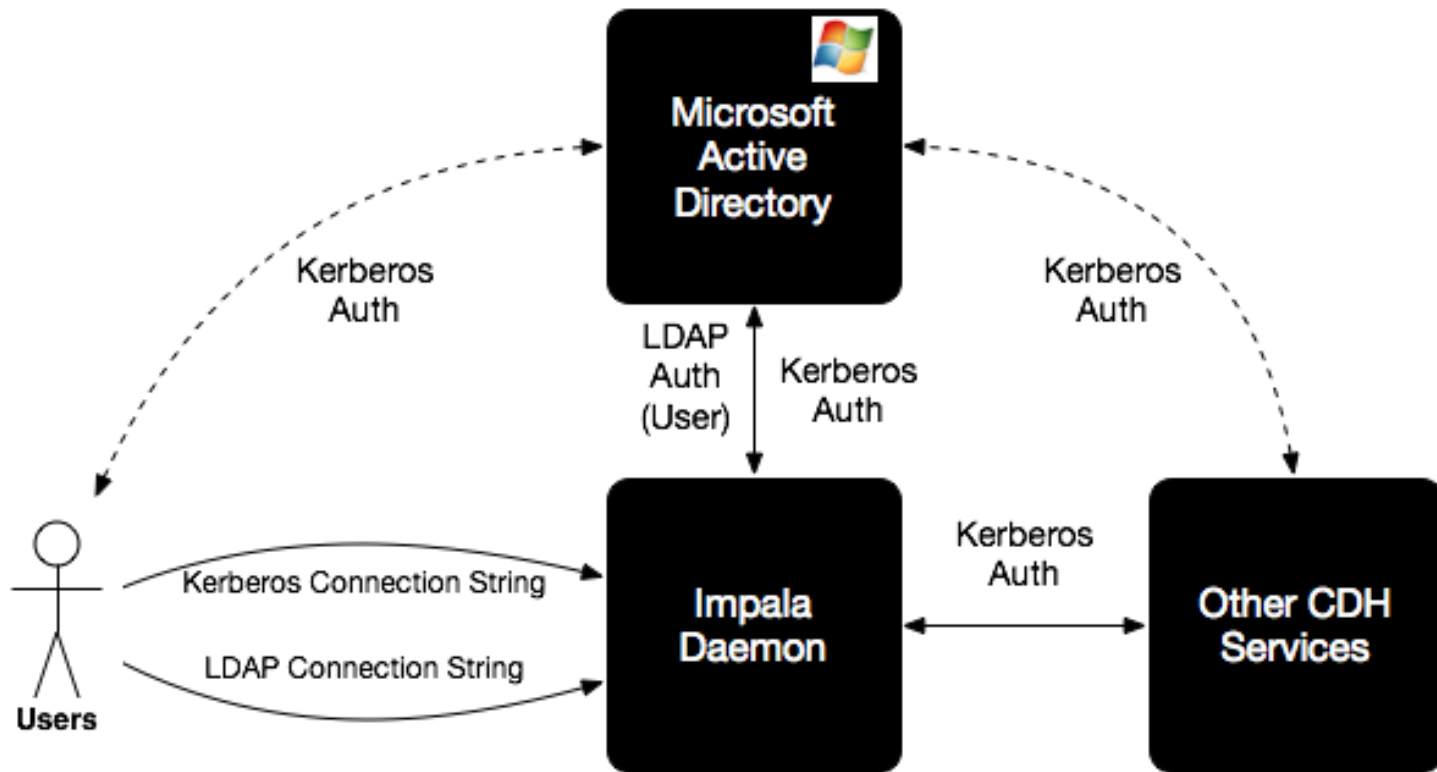 Microsoft
Active
Directory
Kerberos
Auth
Kerberos
Auth
LDAP
Auth
(User)
Kerberos
Auth
Kerberos Connection String
LDAP Connection String
Users
Impala
Daemon
Kerberos
Auth
Other CDH
Services